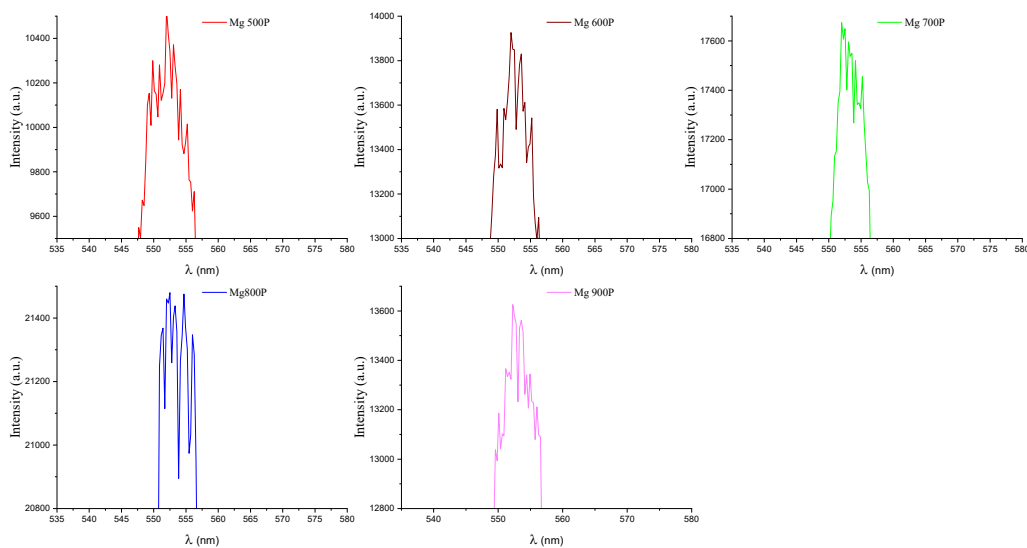 Mg 500P
Intensity (a.u.)
10400
10200
10000
9800
9600
535 540 545 550 555 560 565 570 575 580
λ (nm)
Mg 600P
Intensity (a.u.)
14000
13800
13600
13400
13200
13000
535 540 545 550 555 560 565 570 575 580
λ (nm)
Mg 700P
Intensity (a.u.)
17600
17400
17200
17000
16800
535 540 545 550 555 560 565 570 575 580
λ (nm)
Mg800P
Intensity (a.u.)
21400
21200
21000
20800
535 540 545 550 555 560 565 570 575 580
λ (nm)
Mg 900P
Intensity (a.u.)
13600
13400
13200
13000
12800
540 550 560 570 580
λ (nm)